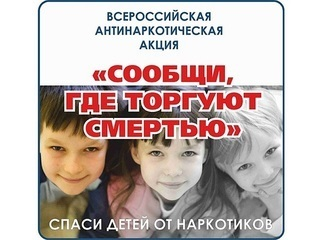 ВСЕРОССИЙСКАЯ
АНТИНАРКОТИЧЕСКАЯ
АКЦИЯ
«СООБЩИ,
ГДЕ ТОРГУЮТ
СМЕРТЬЮ»
СПАСИ ДЕТЕЙ ОТ НАРКОТИКОВ